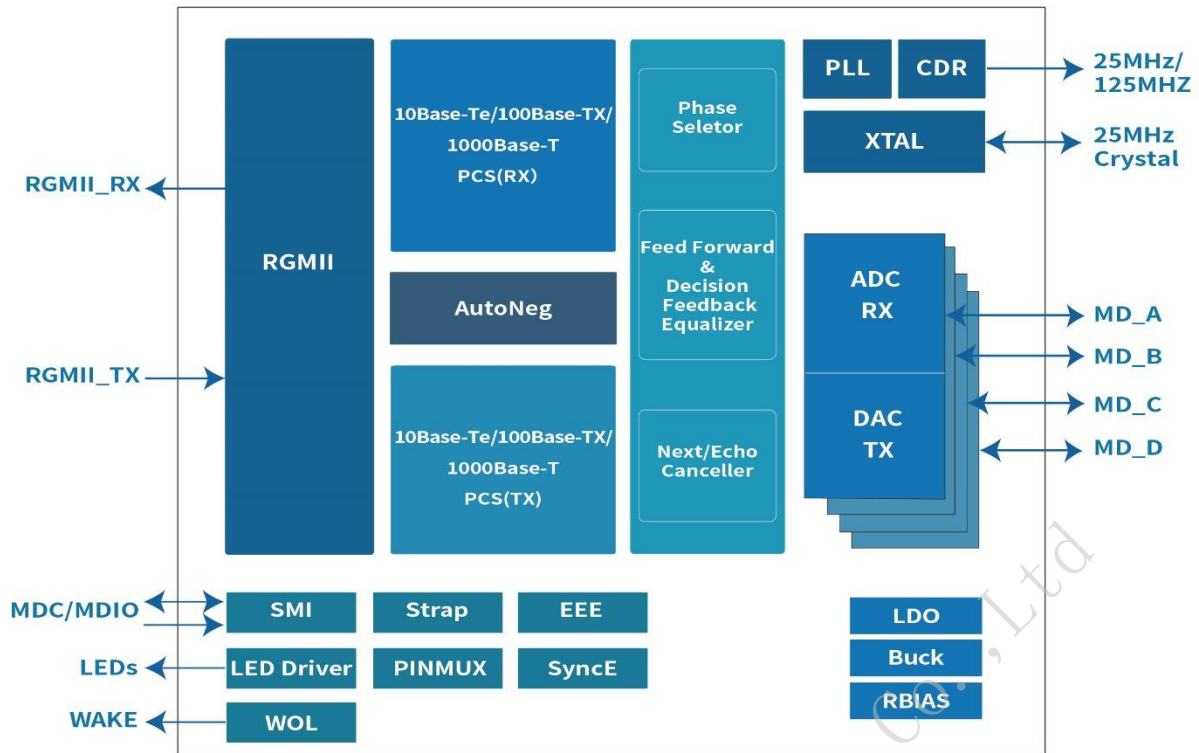 RGMII_RX
RGMII_TX
RGMII
10Base-Te/100Base-TX/
1000Base-T
PCS(RX)
AutoNeg
10Base-Te/100Base-TX/
1000Base-T
PCS(TX)
Phase
Seletor
Feed Forward
&
Decision
Feedback
Equalizer
Next/Echo
Canceller
PLL
CDR
25MHz/
125MHZ
XTAL
25MHz
Crystal
ADC
RX
DAC
TX
MD_A
MD_B
MD_C
MD_D
MDC/MDIO
SMI
Strap
EEE
LEDs
LED Driver
PINMUX
SyncE
WAKE
WOL
LDO
Buck
RBIAS
Co.,Ltd